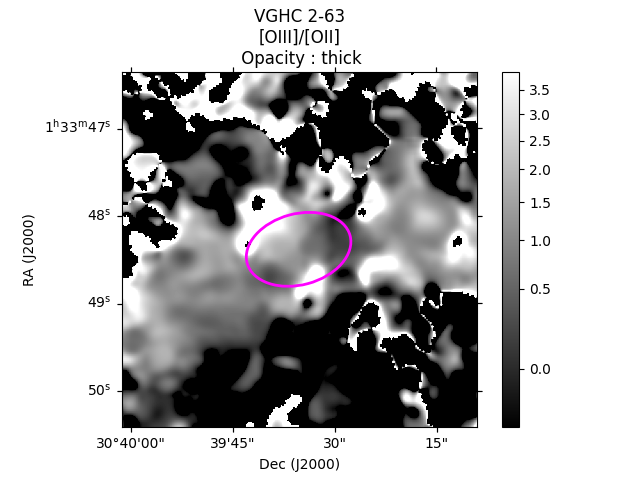 VGHC 2-63
[OIII]/[OII]
Opacity : thick
RA (J2000)
1ʰ33ᵐ47ˢ
48ˢ
49ˢ
50ˢ
30°40'00"
39'45"
30"
15"
Dec (J2000)
3.5
3.0
2.5
2.0
1.5
1.0
0.5
0.0